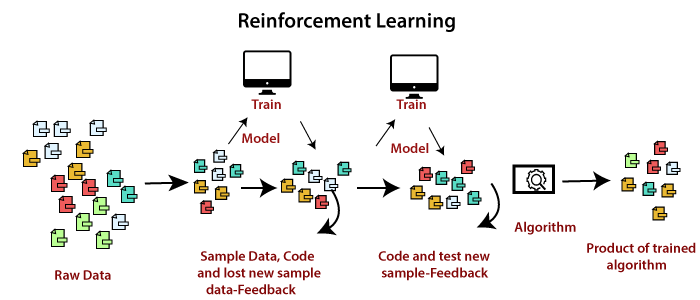 Reinforcement Learning
Train
Train
Model
Model
Algorithm
Raw Data
Sample Data, Code
and lost new sample
data-Feedback
Code and test new
sample-Feedback
Product of trained
algorithm